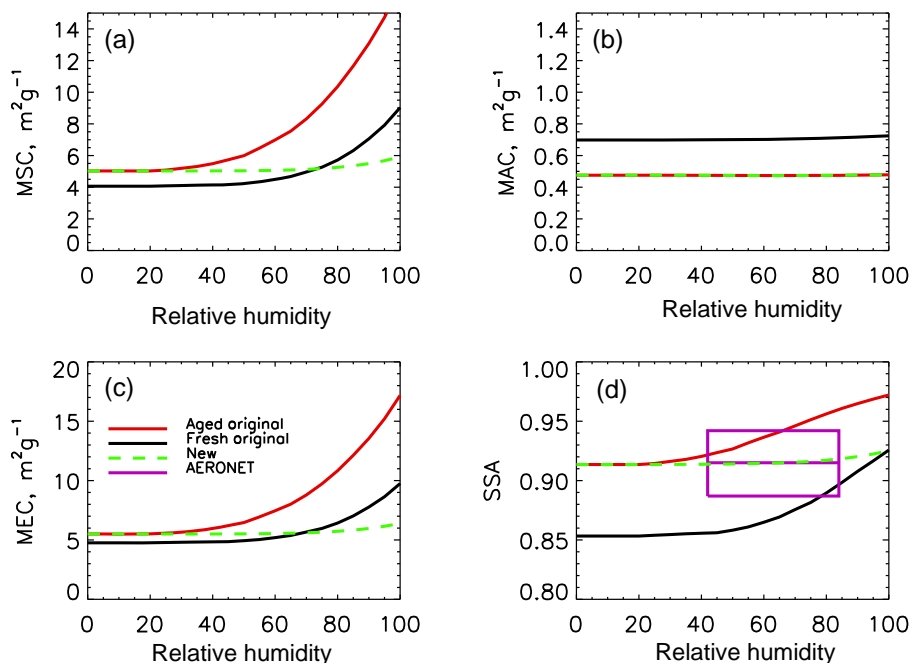 (a)
MSC, m²g⁻¹
14
12
10
8
6
4
2
0
0 20 40 60 80 100
Relative humidity
(b)
MAC, m²g⁻¹
1.4
1.2
1.0
0.8
0.6
0.4
0.2
0.0
0 20 40 60 80 100
Relative humidity
(c)
MEC, m²g⁻¹
20
15
10
5
0
Aged original
Fresh original
New
AERONET
0 20 40 60 80 100
Relative humidity
(d)
SSA
1.00
0.95
0.90
0.85
0.80
0 20 40 60 80 100
Relative humidity